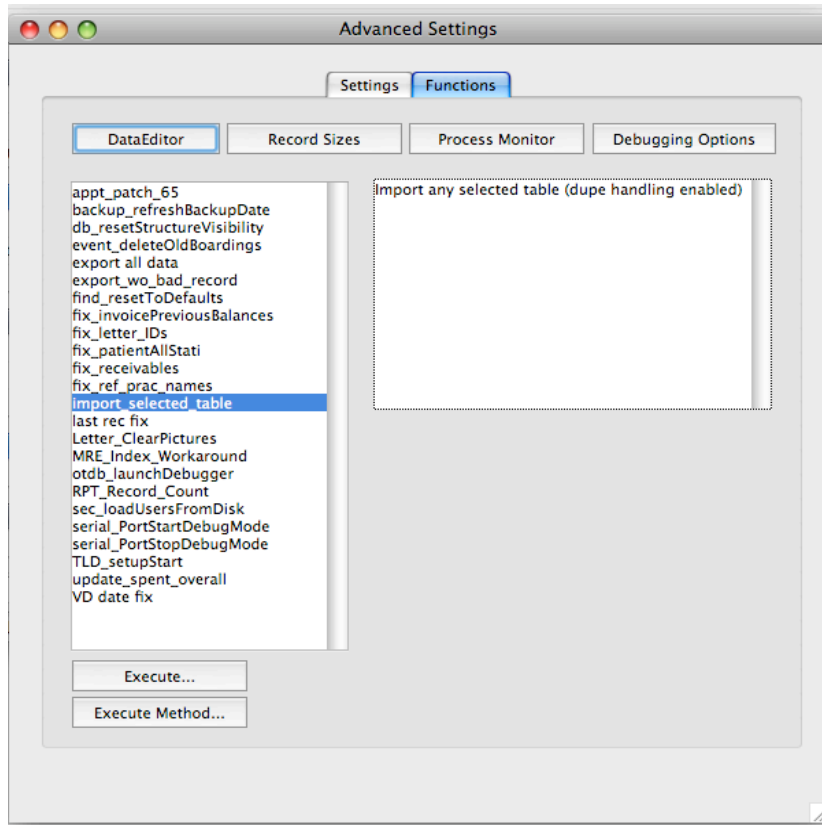 Advanced Settings
Settings Functions
DataEditor Record Sizes Process Monitor Debugging Options
appt_patch_65
backup_refreshBackupDate
db_resetStructureVisibility
event_deleteOldBoardings
export all data
export_wo_bad_record
find_resetToDefaults
fix_invoicePreviousBalances
fix_letter_IDs
fix_patientAllStati
fix_receivables
fix_ref_prac_names
import_selected_table
last rec fix
Letter_ClearPictures
MRE_Index_Workaround
otdb_launchDebugger
RPT_Record_Count
sec_loadUsersFromDisk
serial_PortStartDebugMode
serial_PortStopDebugMode
TLD_setupStart
update_spent_overall
VD date fix
Import any selected table (dupe handling enabled)
Execute...
Execute Method...